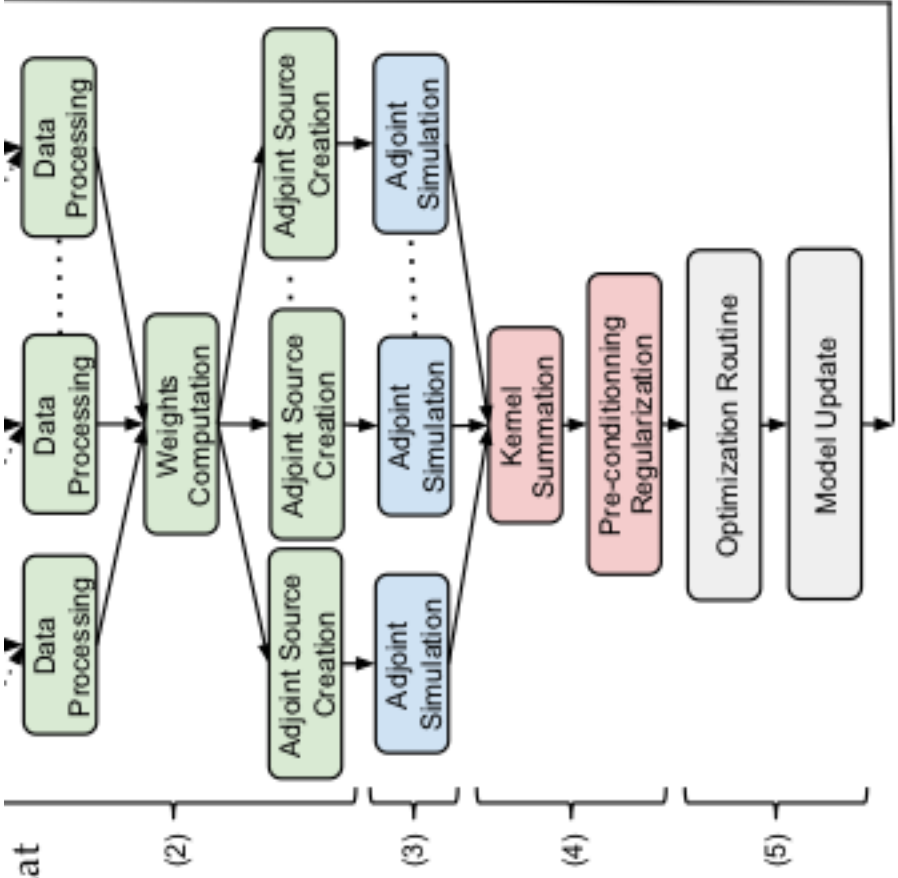 Data
Processing
Data
Processing
Data
Processing
Weights
Computation
Adjoint Source
Creation
Adjoint Source
Creation
Adjoint Source
Creation
Adjoint
Simulation
Adjoint
Simulation
Adjoint
Simulation
Kernel
Summation
Pre-conditionning
Regularization
Optimization Routine
Model Update
at
(2)
(3)
(4)
(5)